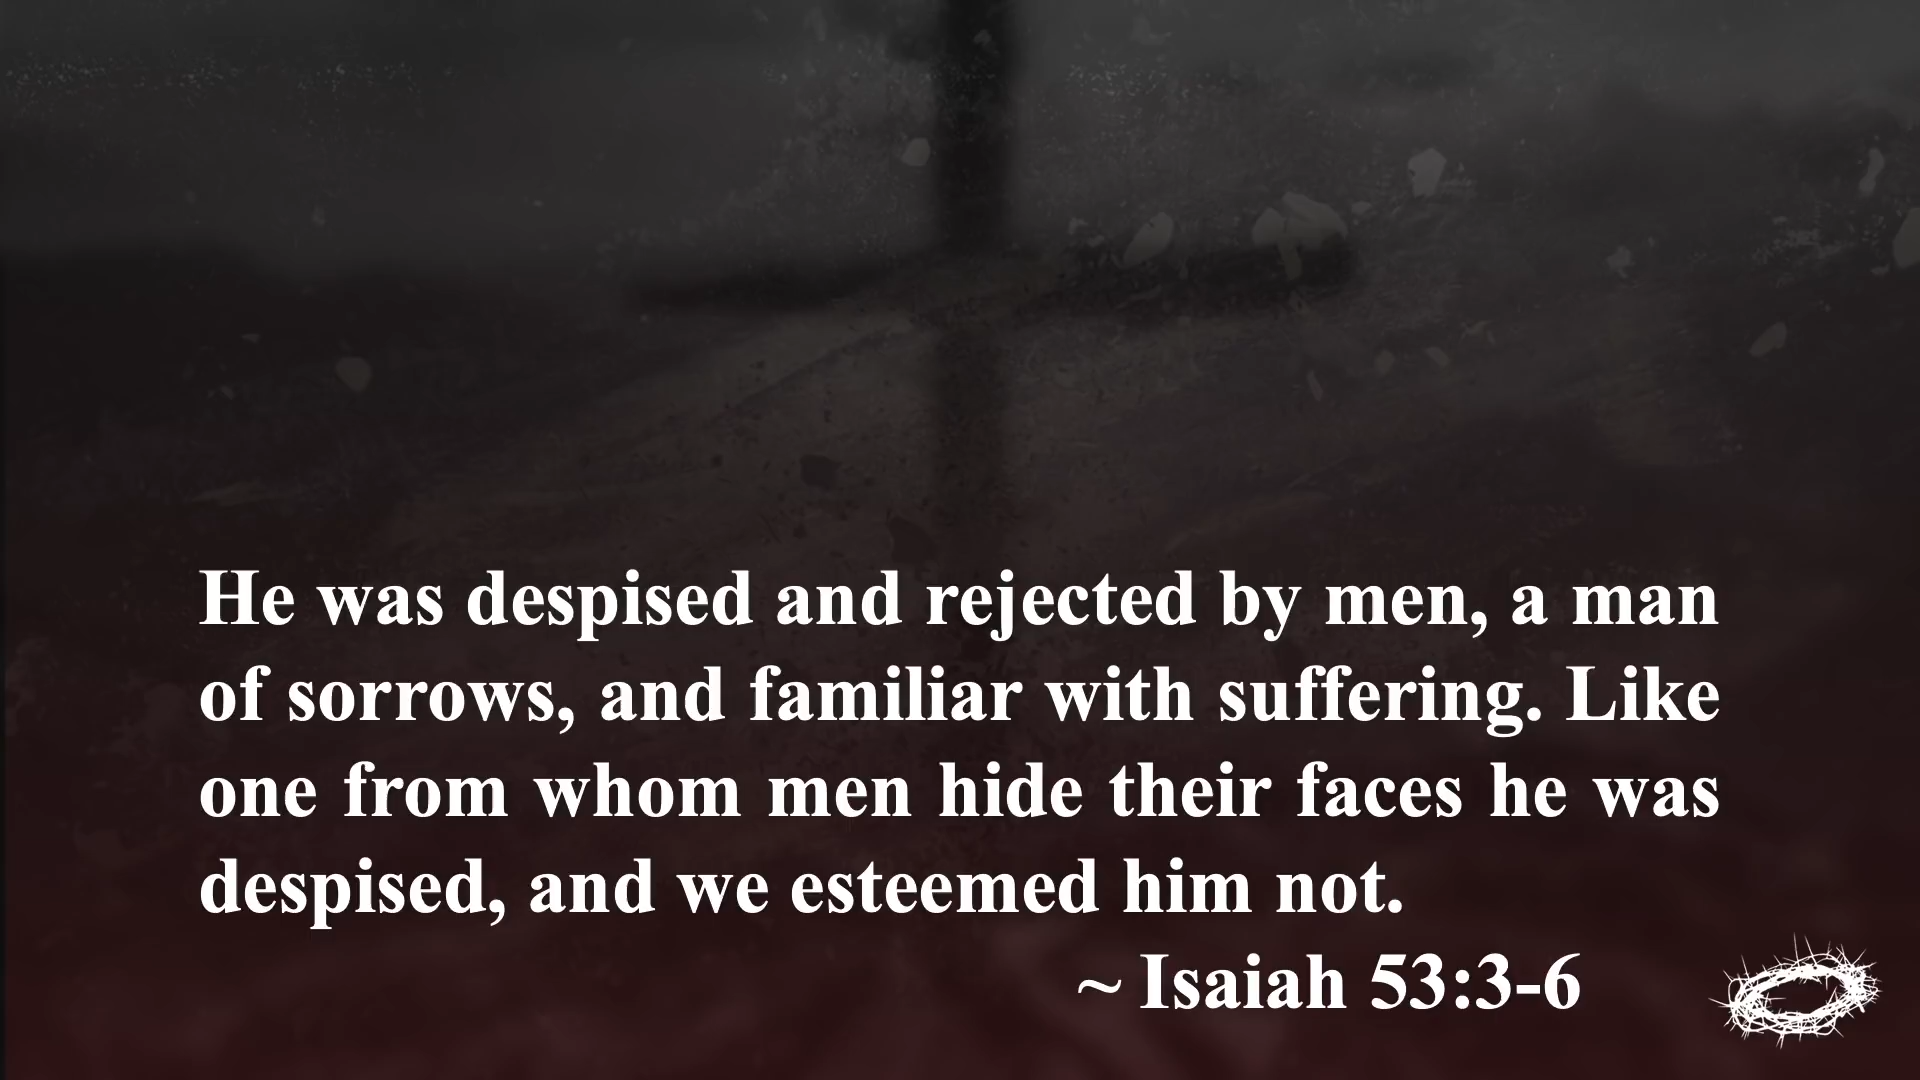 He was despised and rejected by men, a man
of sorrows, and familiar with suffering. Like
one from whom men hide their faces he was
despised, and we esteemed him not.
~ Isaiah 53:3-6